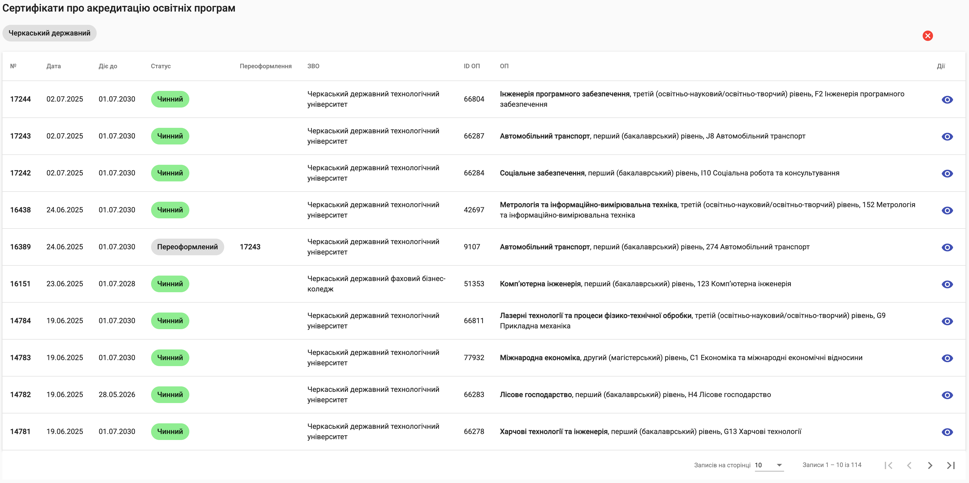 Сертифікати про акредитацію освітніх програм
Черкаський державний
№ Дата Діє до Статус Переоформлення ЗВО ID ОП ОП Дії
17244 02.07.2025 01.07.2030 Чинний Черкаський державний технологічний університет 66804 Інженерія програмного забезпечення, третій (освітньо-науковий/освітньо-творчий) рівень, F2 Інженерія програмного забезпечення
17243 02.07.2025 01.07.2030 Чинний Черкаський державний технологічний університет 66287 Автомобільний транспорт, перший (бакалаврський) рівень, J8 Автомобільний транспорт
17242 02.07.2025 01.07.2030 Чинний Черкаський державний технологічний університет 66284 Соціальне забезпечення, перший (бакалаврський) рівень, I10 Соціальна робота та консультування
16438 24.06.2025 01.07.2030 Чинний Черкаський державний технологічний університет 42697 Метрологія та інформаційно-вимірювальна техніка, третій (освітньо-науковий/освітньо-творчий) рівень, 152 Метрологія та інформаційно-вимірювальна техніка
16389 24.06.2025 01.07.2030 Переоформлений 17243 Черкаський державний технологічний університет 9107 Автомобільний транспорт, перший (бакалаврський) рівень, 274 Автомобільний транспорт
16151 23.06.2025 01.07.2028 Чинний Черкаський державний фаховий бізнес-коледж 51353 Комп'ютерна інженерія, перший (бакалаврський) рівень, 123 Комп'ютерна інженерія
14784 19.06.2025 01.07.2030 Чинний Черкаський державний технологічний університет 66811 Лазерні технології та процеси фізико-технічної обробки, третій (освітньо-науковий/освітньо-творчий) рівень, G9 Прикладна механіка
14783 19.06.2025 01.07.2030 Чинний Черкаський державний технологічний університет 77932 Міжнародна економіка, другий (магістерський) рівень, C1 Економіка та міжнародні економічні відносини
14782 19.06.2025 28.05.2026 Чинний Черкаський державний технологічний університет 66283 Лісове господарство, перший (бакалаврський) рівень, H4 Лісове господарство
14781 19.06.2025 01.07.2030 Чинний Черкаський державний технологічний університет 66278 Харчові технології та інженерія, перший (бакалаврський) рівень, G13 Харчові технології
Записів на сторінці 10 Записи 1 – 10 із 114